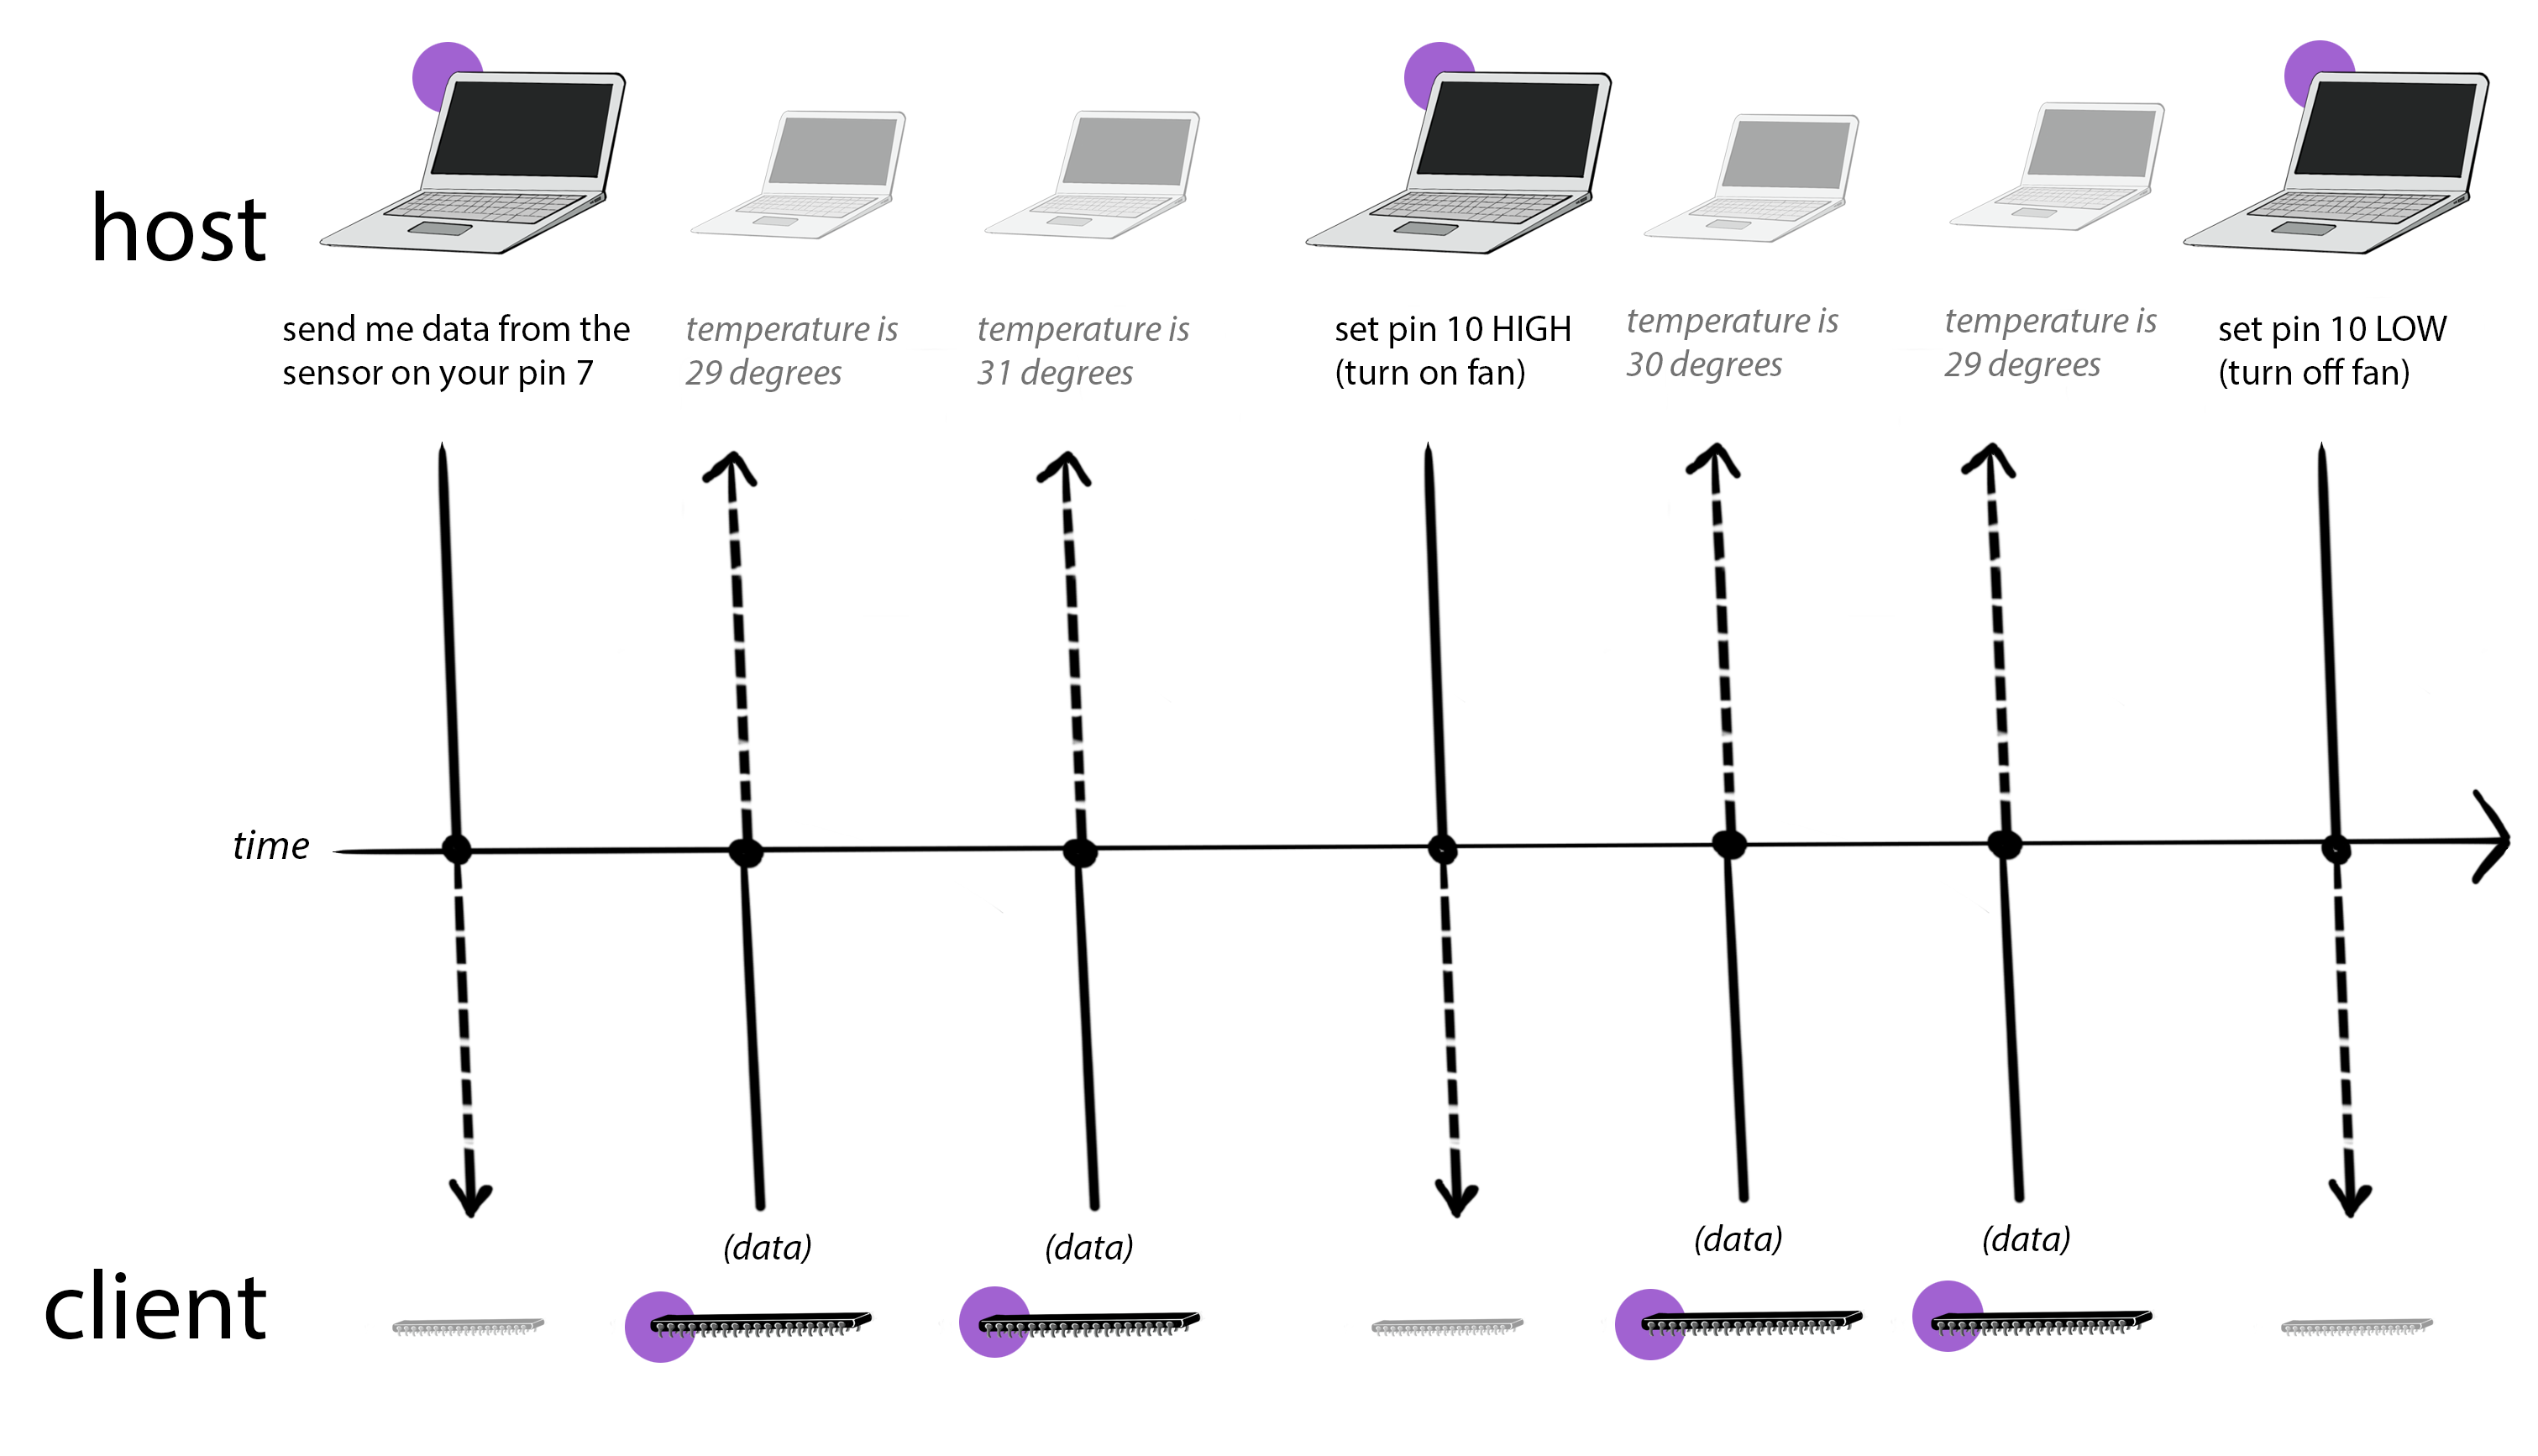 host
send me data from the
sensor on your pin 7
temperature is
29 degrees
temperature is
31 degrees
set pin 10 HIGH
(turn on fan)
temperature is
30 degrees
temperature is
29 degrees
set pin 10 LOW
(turn off fan)
time
(data)
(data)
(data)
(data)
client